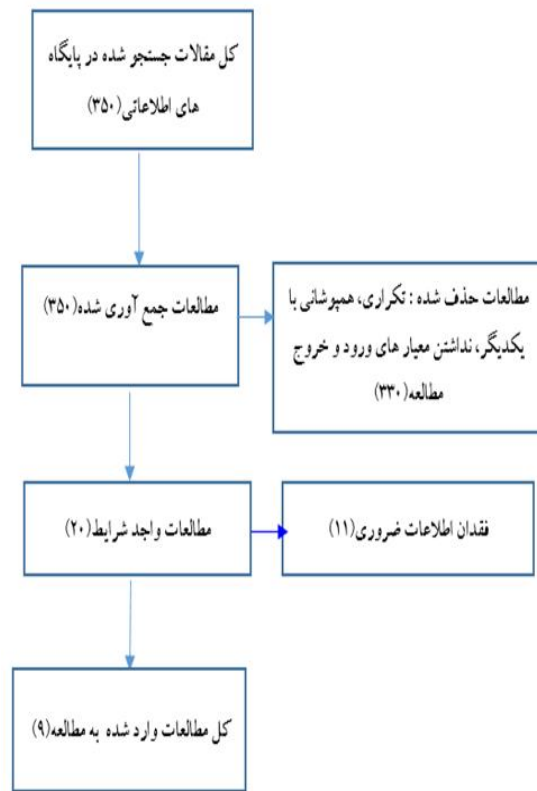 کل مقالات جستجو شده در پایگاه
های اطلاعاتی(۳۵۰)
مطالعات جمع آوری شده(۳۵۰)
مطالعات حذف شده : تکراری، همپوشانی با
یکدیگر، نداشتن معیار های ورود و خروج
مطالعه(۳۳۰)
مطالعات واجد شرایط(۲۰)
فقدان اطلاعات ضروری(۱۱)
کل مطالعات وارد شده به مطالعه(۹)